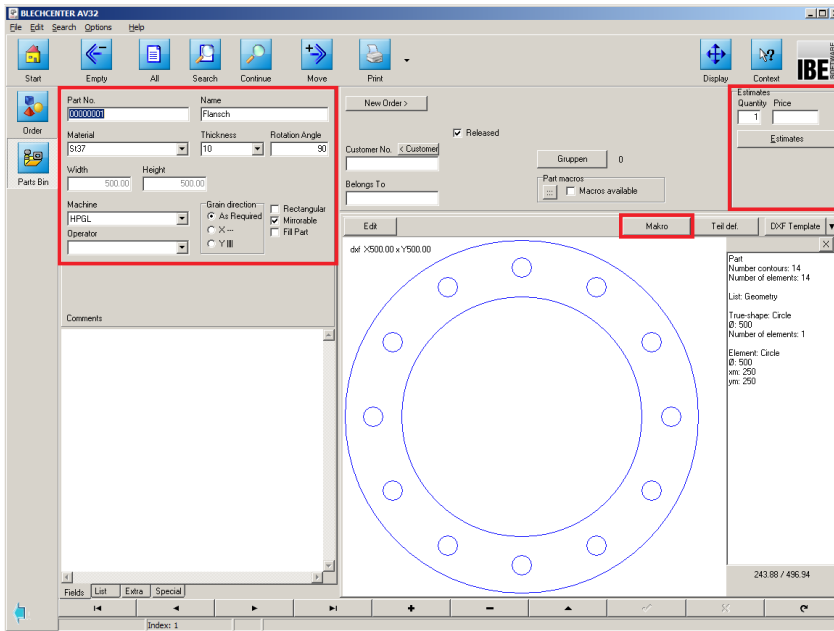 BLECHCENTER AV32
File Edit Search Options Help
Start Empty All Search Continue Move Print Display Context IBE SOFTWARE
Order
Parts Bin
Part No. Name
00000001 Flansch
Material Thickness Rotation Angle
St37 10 90
Width Height
500.00 500.00
Machine
HPGL
Operator
Grain direction
As Required
X ---
Y IIII
Rectangular
Mirrorable
Fill Part
Comments
New Order >
Released
Customer No. < Customer
Belongs To
Gruppen 0
Part macros
... Macros available
Estimates
Quantity Price
1
Estimates
Edit Makro Teil def. DXF Template
dxf X500.00 x Y500.00
X
Part
Number contours: 14
Number of elements: 14
List: Geometry
True-shape: Circle
Ø: 500
Number of elements: 1
Element: Circle
Ø: 500
xm: 250
ym: 250
243.88 / 496.94
Fields List Extra Special
Index: 1